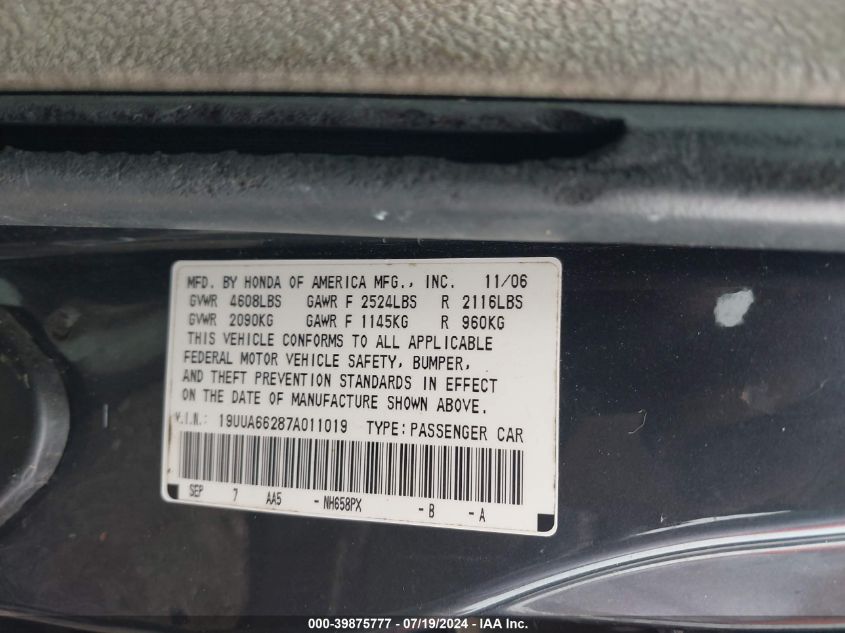 MFD. BY HONDA OF AMERICA MFG., INC. 11/06
GVWR 4608LBS GAWR F 2524LBS R 2116LBS
GVWR 2090KG GAWR F 1145KG R 960KG
THIS VEHICLE CONFORMS TO ALL APPLICABLE
FEDERAL MOTOR VEHICLE SAFETY, BUMPER,
AND THEFT PREVENTION STANDARDS IN EFFECT
ON THE DATE OF MANUFACTURE SHOWN ABOVE.
V.I.N.: 19UUA66287A011019 TYPE:PASSENGER CAR
SEP 7 AA5 -NH658PX -B -A
000-39875777 / 07/19/2024 - IAA Inc.